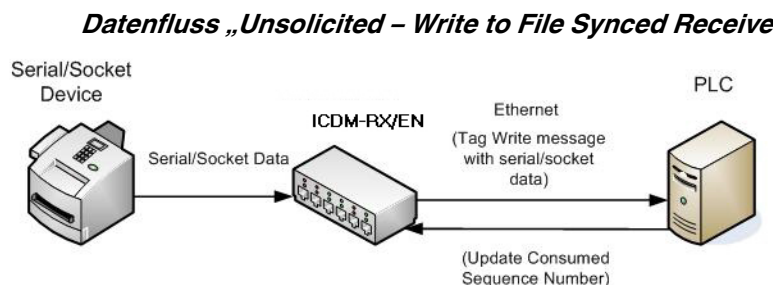 Datenfluss „Unsolicited – Write to File Synced Receive
Serial/Socket
Device
Serial/Socket Data
ICDM-RX/EN
Ethernet
(Tag Write message
with serial/socket
data)
PLC
(Update Consumed
Sequence Number)